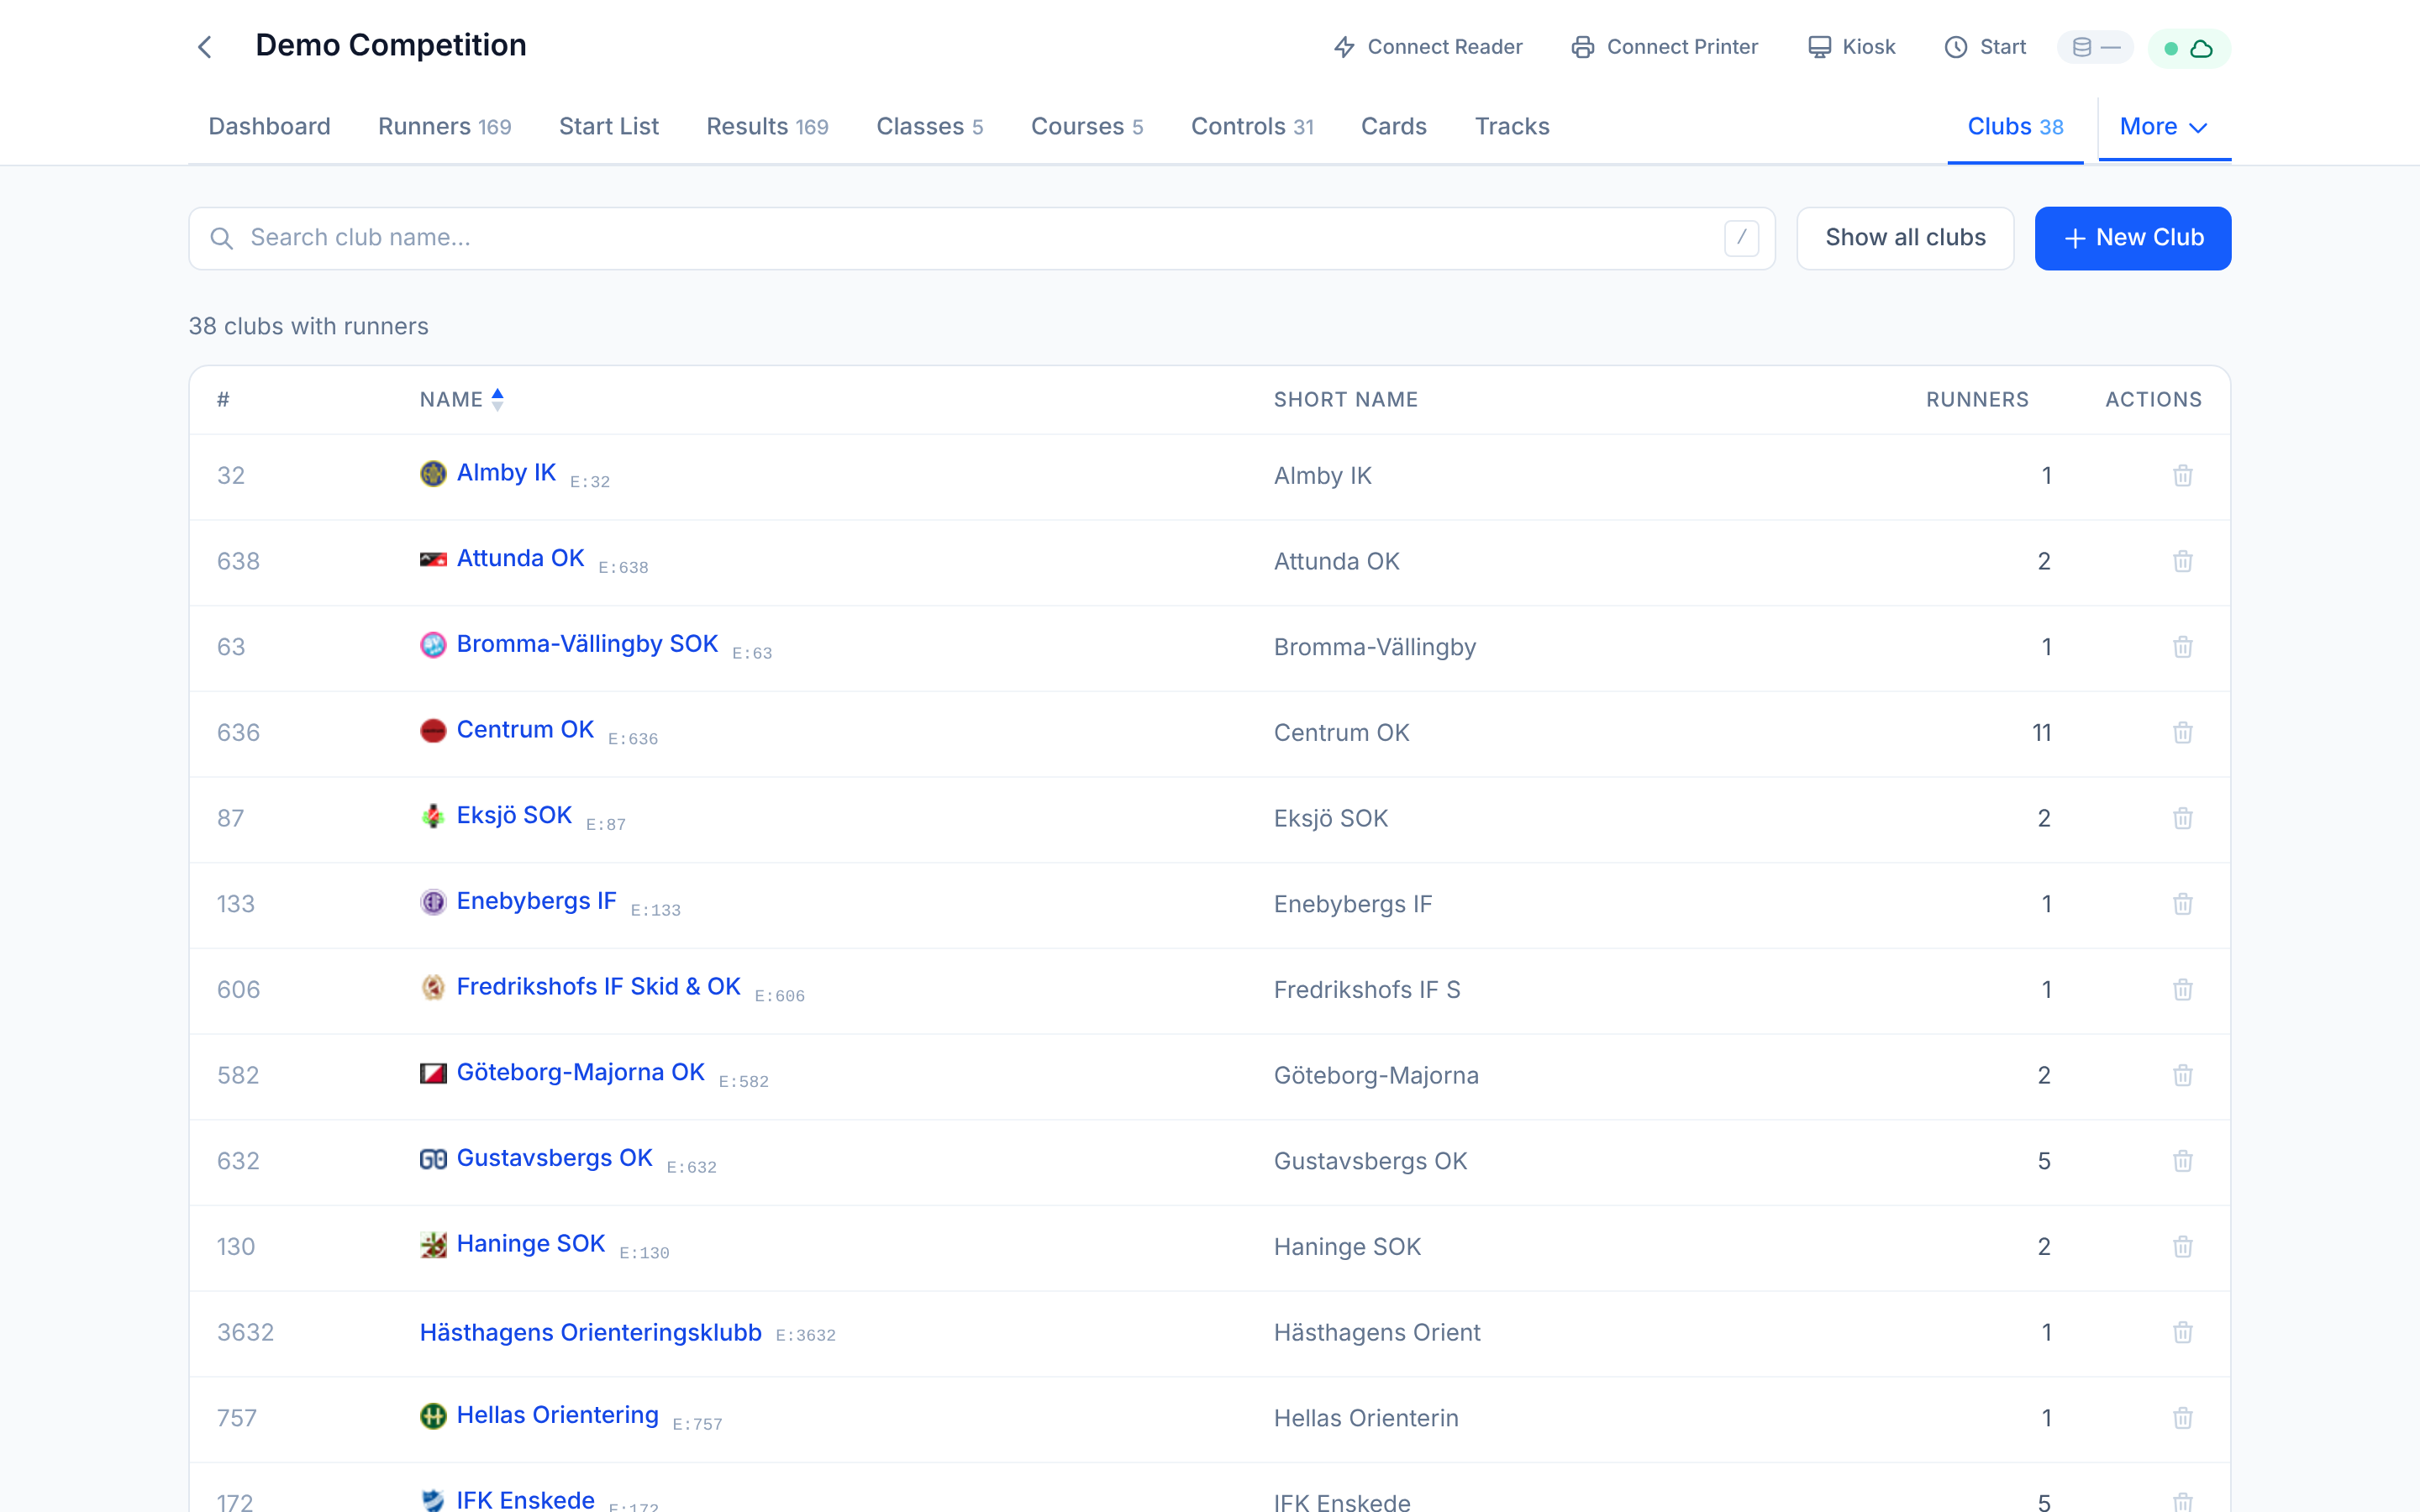 Demo Competition
Connect Reader
Connect Printer
Kiosk
Start
—
Dashboard
Runners 169
Start List
Results 169
Classes 5
Courses 5
Controls 31
Cards
Tracks
Clubs 38
More
Search club name...
/
Show all clubs
+ New Club
38 clubs with runners
# NAME SHORT NAME RUNNERS ACTIONS
32 Almby IK E:32 Almby IK 1
638 Attunda OK E:638 Attunda OK 2
63 Bromma-Vällingby SOK E:63 Bromma-Vällingby 1
636 Centrum OK E:636 Centrum OK 11
87 Eksjö SOK E:87 Eksjö SOK 2
133 Enebybergs IF E:133 Enebybergs IF 1
606 Fredrikshofs IF Skid & OK E:606 Fredrikshofs IF S 1
582 Göteborg-Majorna OK E:582 Göteborg-Majorna 2
632 Gustavsbergs OK E:632 Gustavsbergs OK 5
130 Haninge SOK E:130 Haninge SOK 2
3632 Hästhagens Orienteringsklubb E:3632 Hästhagens Orient 1
757 Hellas Orientering E:757 Hellas Orienterin 1
172 IFK Enskede E:172 IFK Enskede 5